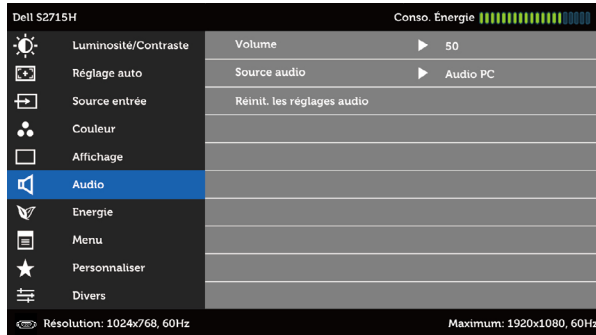 Dell S2715H Conso. Énergie
Luminosité/Contraste Volume 50
Réglage auto Source audio Audio PC
Source entrée Réinit. les réglages audio
Couleur
Affichage
Audio
Energie
Menu
Personnaliser
Divers
Résolution: 1024x768, 60Hz Maximum: 1920x1080, 60Hz